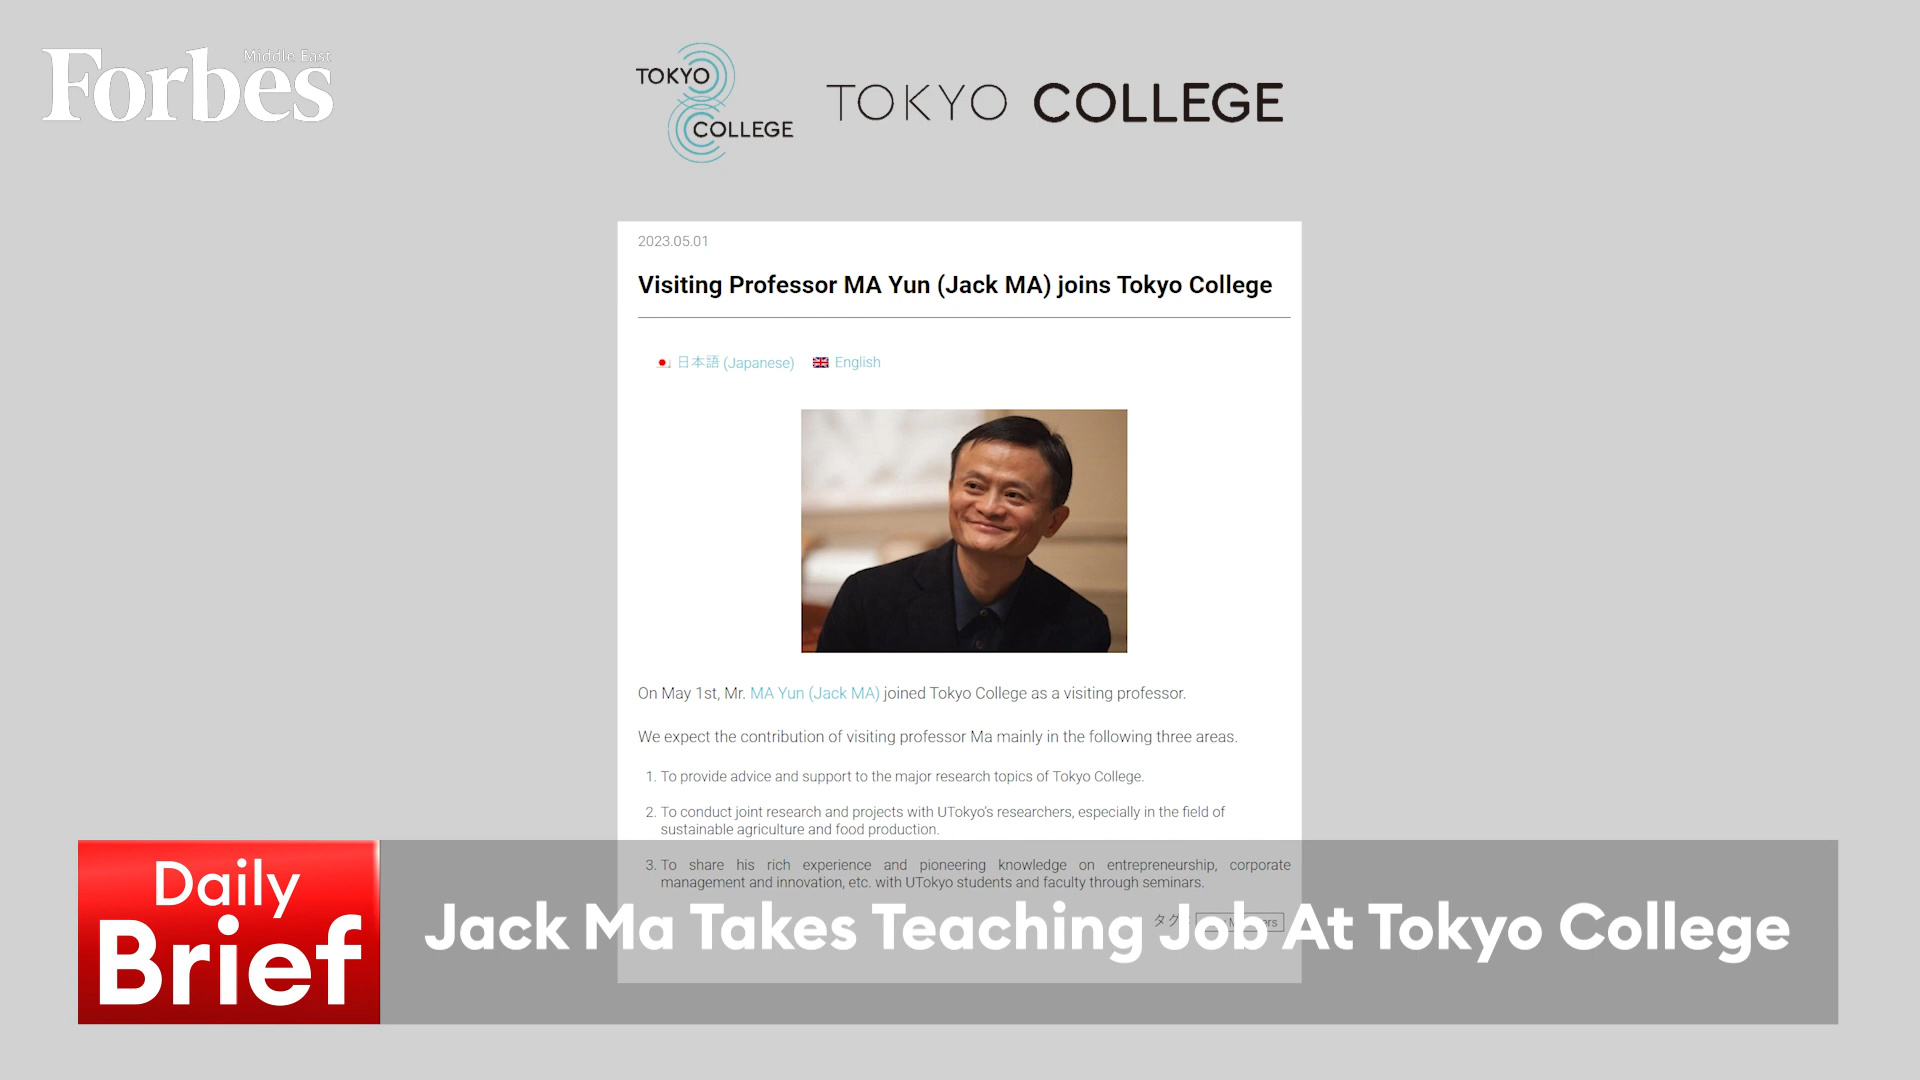 Forbes
Middle East
TOKYO
COLLEGE
TOKYO COLLEGE
2023.05.01
Visiting Professor MA Yun (Jack MA) joins Tokyo College
日本語 (Japanese) English
On May 1st, Mr. MA Yun (Jack MA) joined Tokyo College as a visiting professor.
We expect the contribution of visiting professor Ma mainly in the following three areas.
1. To provide advice and support to the major research topics of Tokyo College.
2. To conduct joint research and projects with UTokyo's researchers, especially in the field of
sustainable agriculture and food production.
3. To share his rich experience and pioneering knowledge on entrepreneurship, corporate
management and innovation, etc. with UTokyo students and faculty through seminars.
Daily
Brief
Jack Ma Takes Teaching Job At Tokyo College